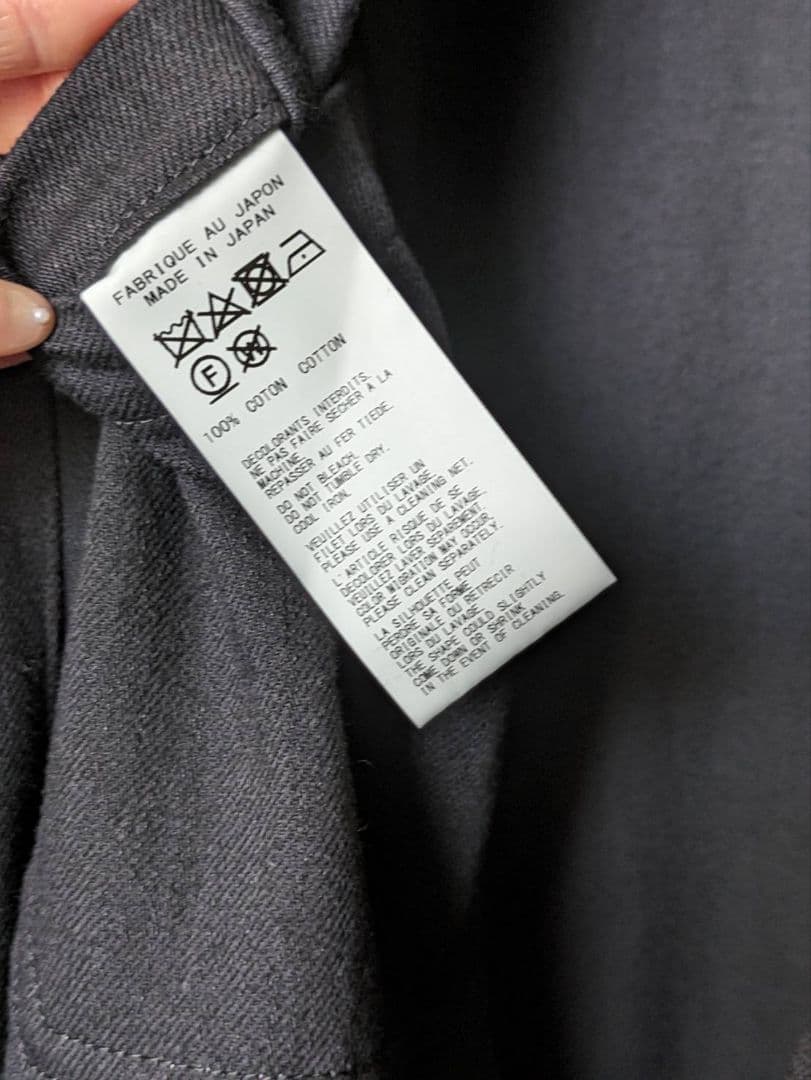 FABRIQUE AU JAPON
MADE IN JAPAN
F
W
100% COTON COTTON
DECOLORANTS INTERDITS.
NE PAS FAIRE SECHER A LA
MACHINE.
REPASSER AU FER TIEDE.
DO NOT BLEACH.
DO NOT TUMBLE DRY.
COOL IRON.
VEUILLEZ UTILISER UN
FILET LORS DU LAVAGE.
PLEASE USE A CLEANING NET.
L'ARTICLE RISQUE DE SE
DECOLORER LORS DU LAVAGE.
VEUILLEZ LAVER SEPAREMENT.
COLOR MIGRATION MAY OCCUR.
PLEASE CLEAN SEPARATELY.
LA SILHOUETTE PEUT
PERDRE SA FORME
ORIGINALE OU RETRECIR
LORS DU LAVAGE.
THE SHAPE COULD SLIGHTLY
COME DOWN OR SHRINK
IN THE EVENT OF CLEANING.